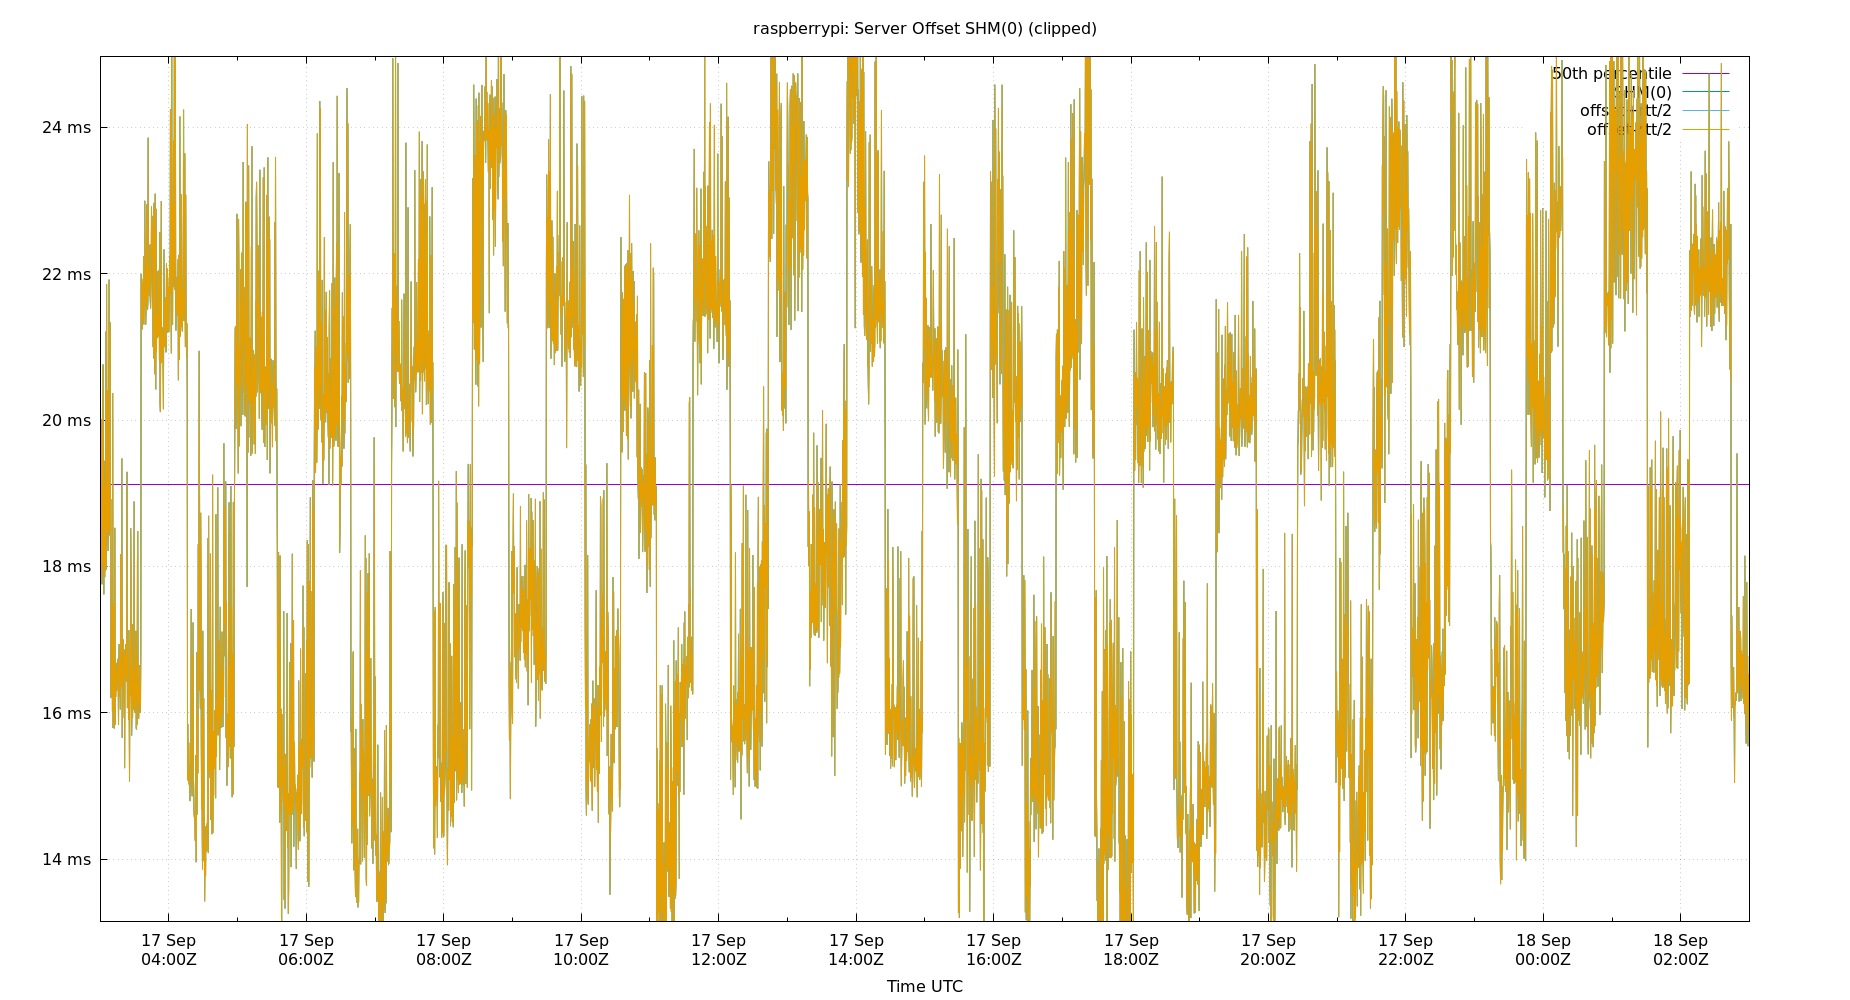 raspberrypi: Server Offset SHM(0) (clipped)
50th percentile
SHM(0)
24 ms
22 ms
20 ms
18 ms
16 ms
14 ms
17 Sep 17 Sep 17 Sep 17 Sep 17 Sep 17 Sep 17 Sep 17 Sep 17 Sep 17 Sep 18 Sep 18 Sep
04:00Z 06:00Z 08:00Z 10:00Z 12:00Z 14:00Z 16:00Z 18:00Z 20:00Z 22:00Z 00:00Z 02:00Z
Time UTC